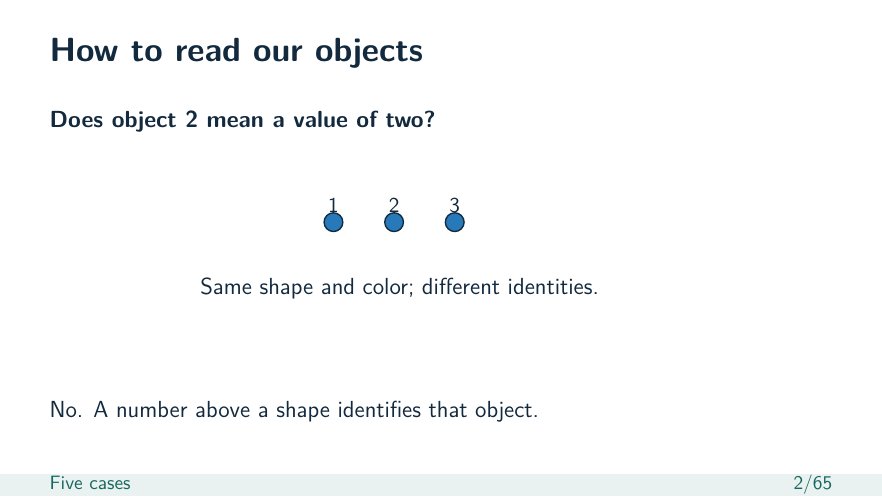 How to read our objects
Does object 2 mean a value of two?
1 2 3
Same shape and color; different identities.
No. A number above a shape identifies that object.
Five cases 2/65